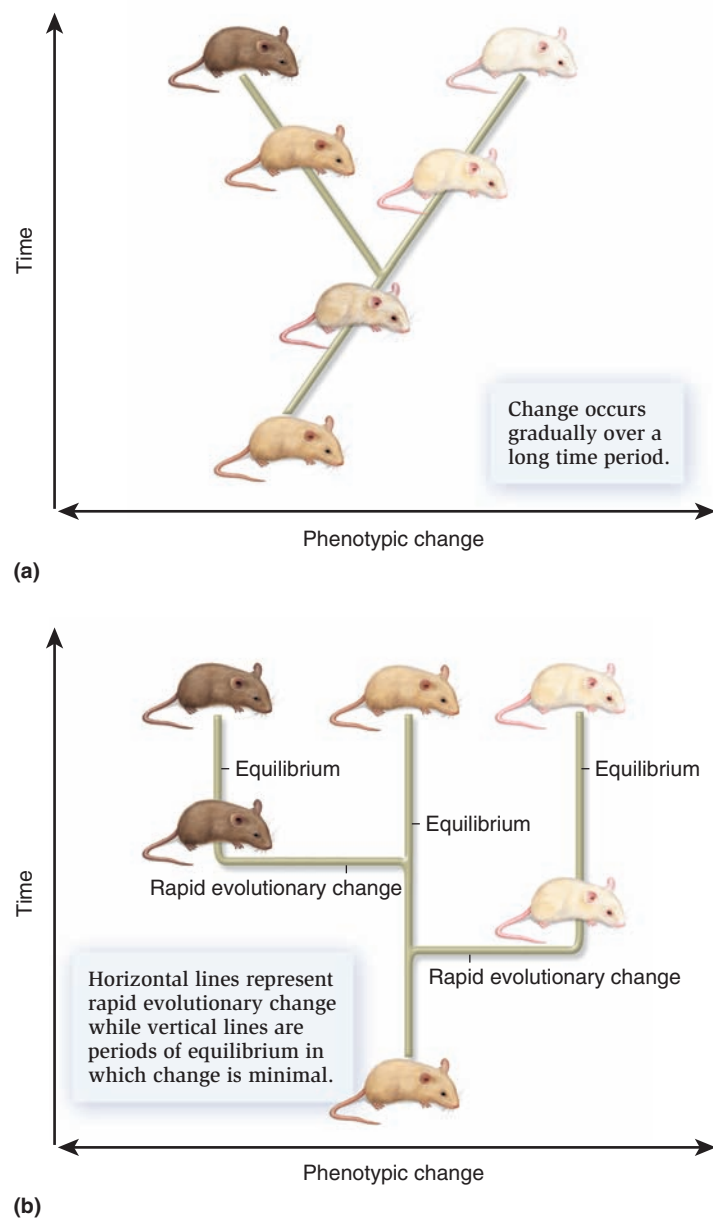 Time
Change occurs
gradually over a
long time period.
Phenotypic change
(a)
Equilibrium
Equilibrium
Equilibrium
Rapid evolutionary change
Rapid evolutionary change
Time
Horizontal lines represent
rapid evolutionary change
while vertical lines are
periods of equilibrium in
which change is minimal.
Phenotypic change
(b)